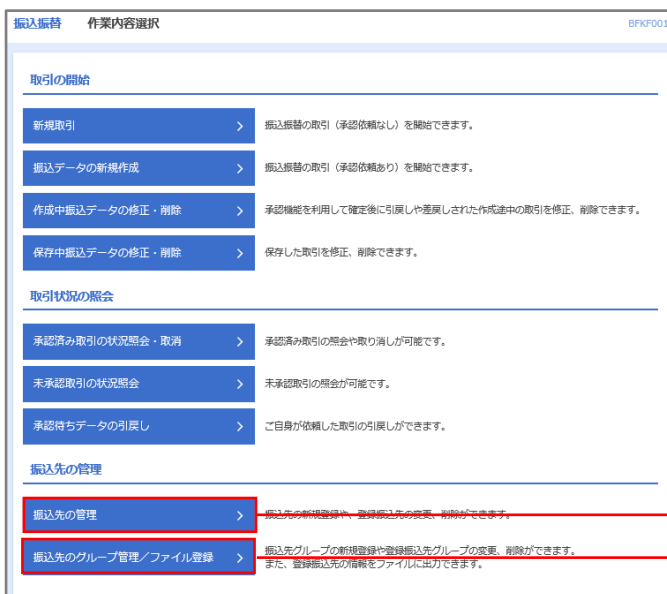 振込振替 作業内容選択 BFKF001
取引の開始
新規取引 振込振替の取引(承認依頼なし)を開始できます。
振込データの新規作成 振込振替の取引(承認依頼あり)を開始できます。
作成中振込データの修正・削除 承認機能を利用して確定後に引戻しや差戻しされた作成途中の取引を修正、削除できます。
保存中振込データの修正・削除 保存した取引を修正、削除できます。
取引状況の照会
承認済み取引の状況照会・取消 承認済み取引の照会や取り消しが可能です。
未承認取引の状況照会 未承認取引の照会が可能です。
承認待ちデータの引戻し ご自身が依頼した取引の引戻しができます。
振込先の管理
振込先の管理 振込先の新規登録や、登録振込先の変更、削除ができます。
振込先のグループ管理/ファイル登録 振込先グループの新規登録や登録振込先グループの変更、削除ができます。
また、登録振込先の情報をファイルに出力できます。